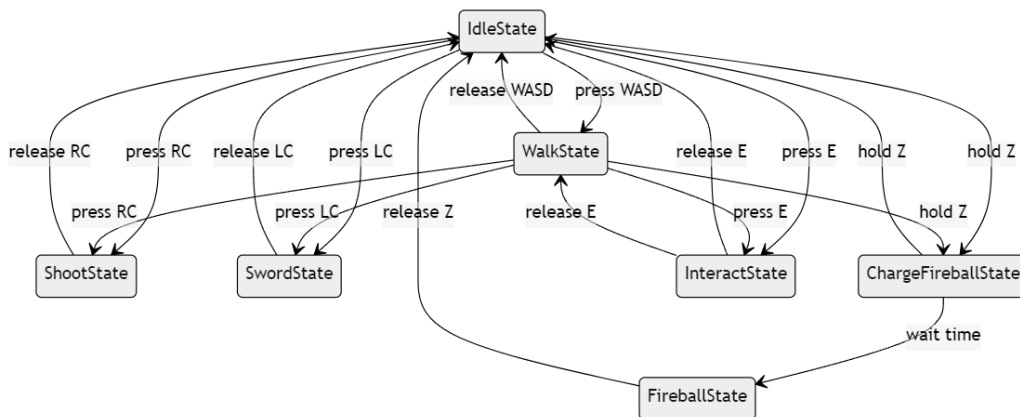 IdleState
release WASD
press WASD
WalkState
release RC
press RC
release LC
press LC
release E
press E
hold Z
hold Z
press RC
press LC
release Z
release E
press E
hold Z
ShootState
SwordState
InteractState
ChargeFireballState
wait time
FireballState